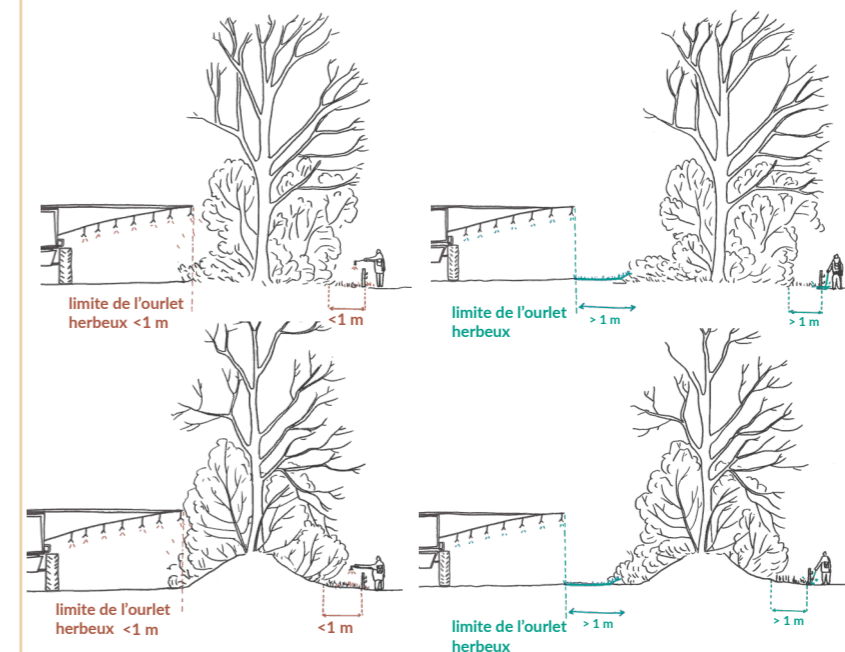 limite de l'ourlet
herbeux <1 m
<1 m
limite de l'ourlet
herbeux
> 1 m
> 1 m
limite de l'ourlet
herbeux <1 m
<1 m
limite de l'ourlet
herbeux
> 1 m
> 1 m